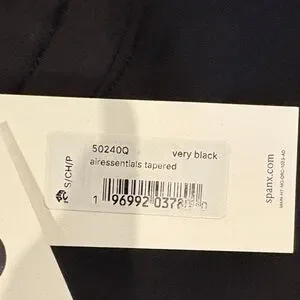 50240Q very black
airessentials tapered
S/CH/P
1 96992 0378
spanx.com